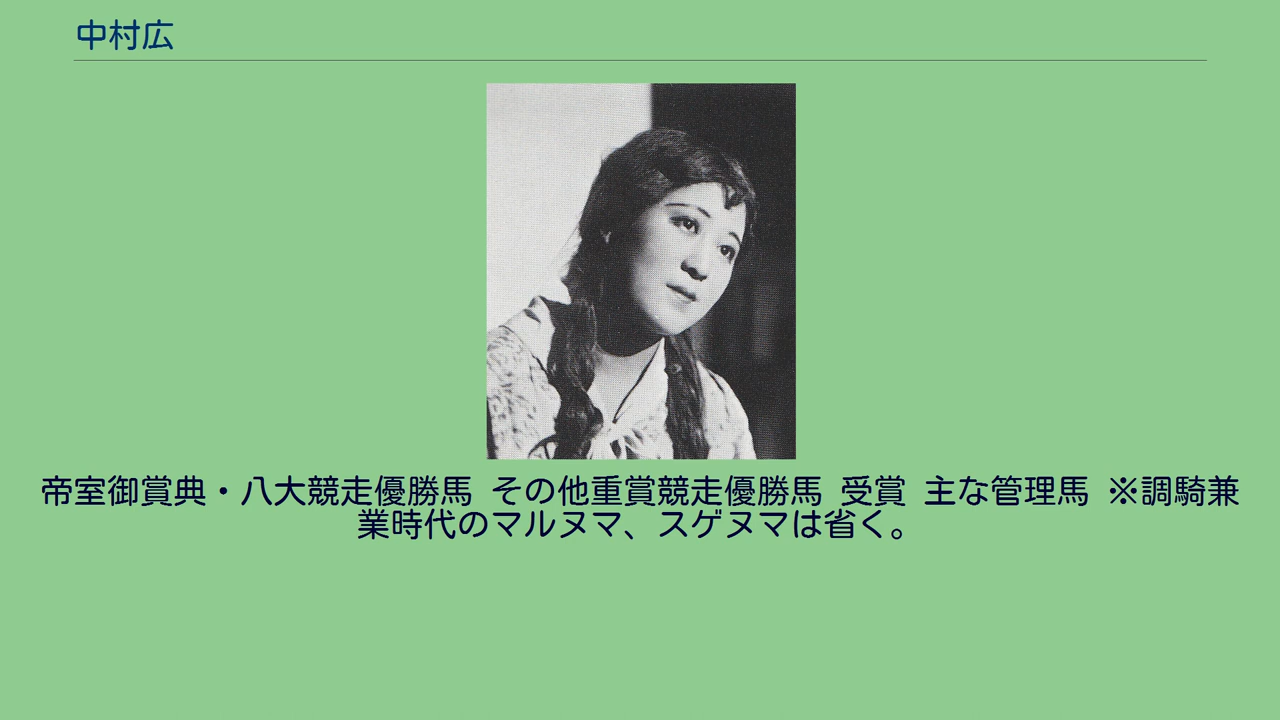 中村広
帝室御賞典・八大競走優勝馬 その他重賞競走優勝馬 受賞 主な管理馬 ※調騎兼
業時代のマルヌマ、スゲヌマは省く。